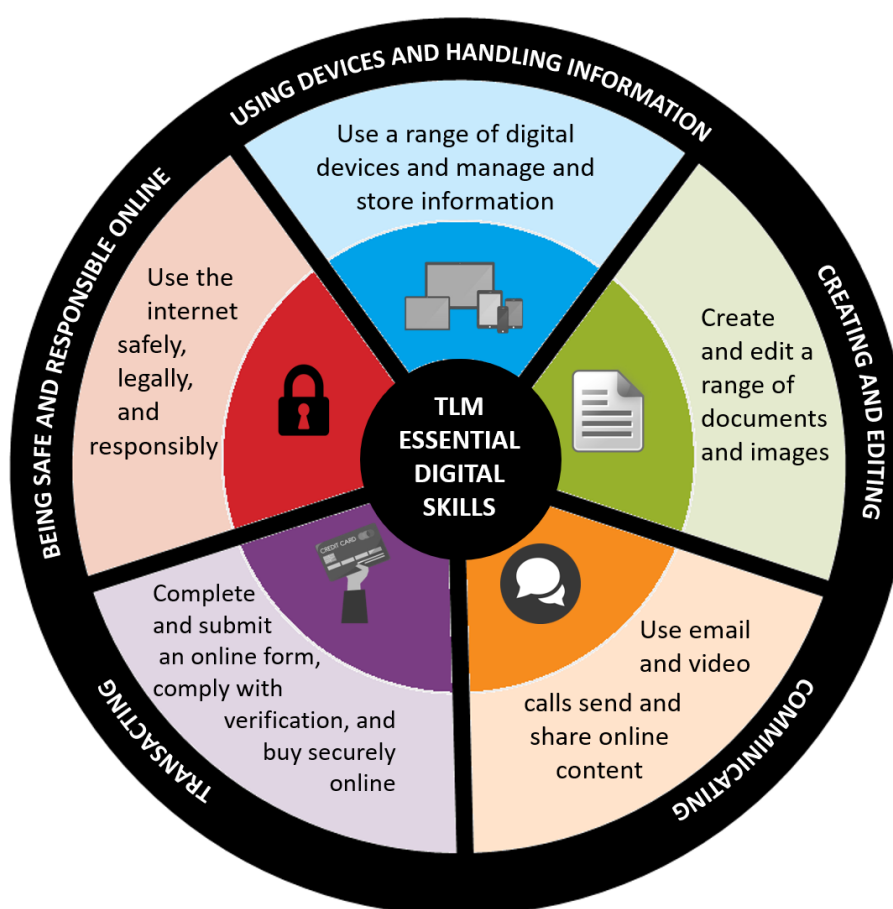 USING DEVICES AND HANDLING INFORMATION
Use a range of digital
devices and manage and
store information
CREATING AND EDITING
Create
and edit a
range of
documents
and images
COMMUNICATING
Use email
and video
calls send and
share online
content
TRANSACTING
CREDIT CARD
Complete
and submit
an online form,
comply with
verification, and
buy securely
online
BEING SAFE AND RESPONSIBLE ONLINE
Use the
internet
safely,
legally,
and
responsibly
TLM
ESSENTIAL
DIGITAL
SKILLS